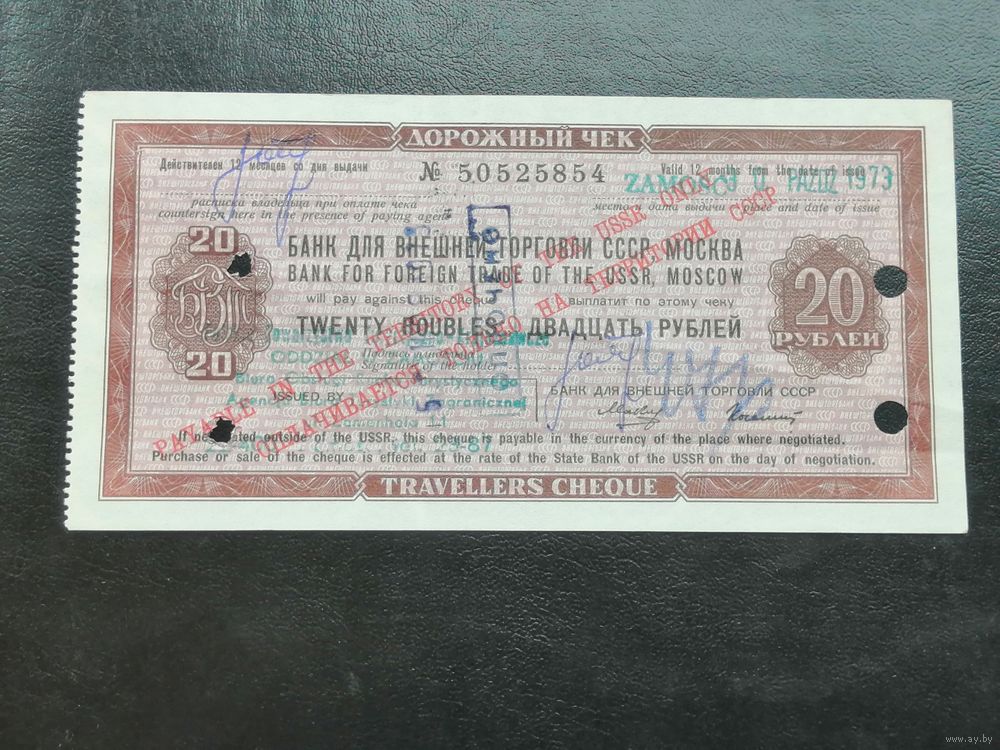 ДОРОЖНЫЙ ЧЕК
Действителен 12 месяцев со дня выдачи
№ 50525854
Valid 12 months from the date of issue
PAZDZ 1973
расписка владельца при оплате чека
countersign here in the presence of paying agent
место и дата выдачи place and date of issue
20
БАНК ДЛЯ ВНЕШНЕЙ ТОРГОВЛИ СССР, МОСКВА
BANK FOR FOREIGN TRADE OF THE USSR, MOSCOW
20
РУБЛЕЙ
БВТ
will pay against this cheque выплатит по этому чеку
TWENTY ROUBLES ДВАДЦАТЬ РУБЛЕЙ
20
Signature of the holder
ISSUED BY
БАНК ДЛЯ ВНЕШНЕЙ ТОРГОВЛИ СССР
PAYABLE IN THE TERRITORY OF THE USSR ONLY
ОПЛАЧИВАЕТСЯ ТОЛЬКО НА ТЕРРИТОРИИ СССР
If negotiated outside of the USSR, this cheque is payable in the currency of the place where negotiated.
Purchase or sale of the cheque is effected at the rate of the State Bank of the USSR on the day of negotiation.
TRAVELLERS CHEQUE
www.ay.by